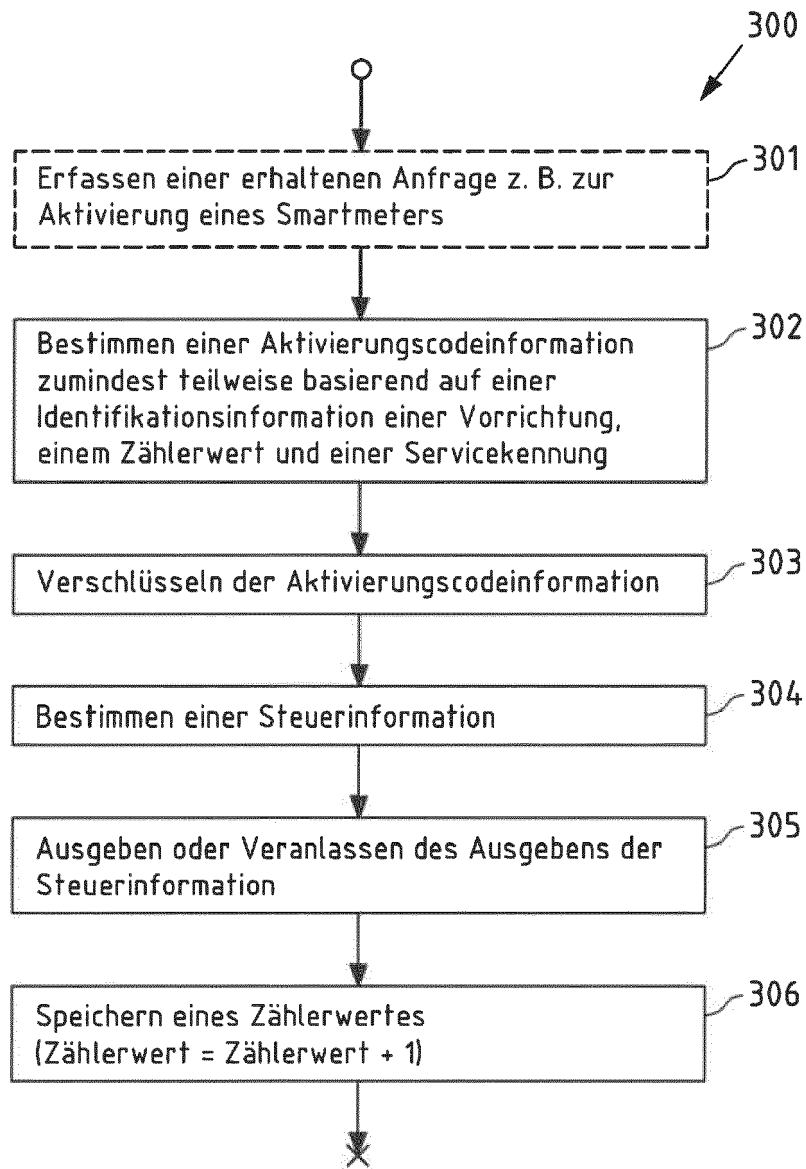 300
301
Erfassen einer erhaltenen Anfrage z. B. zur
Aktivierung eines Smartmeters
302
Bestimmen einer Aktivierungscodeinformation
zumindest teilweise basierend auf einer
Identifikationsinformation einer Vorrichtung,
einem Zählerwert und einer Servicekennung
303
Verschlüsseln der Aktivierungscodeinformation
304
Bestimmen einer Steuerinformation
305
Ausgeben oder Veranlassen des Ausgebens der
Steuerinformation
306
Speichern eines Zählerwertes
(Zählerwert = Zählerwert + 1)